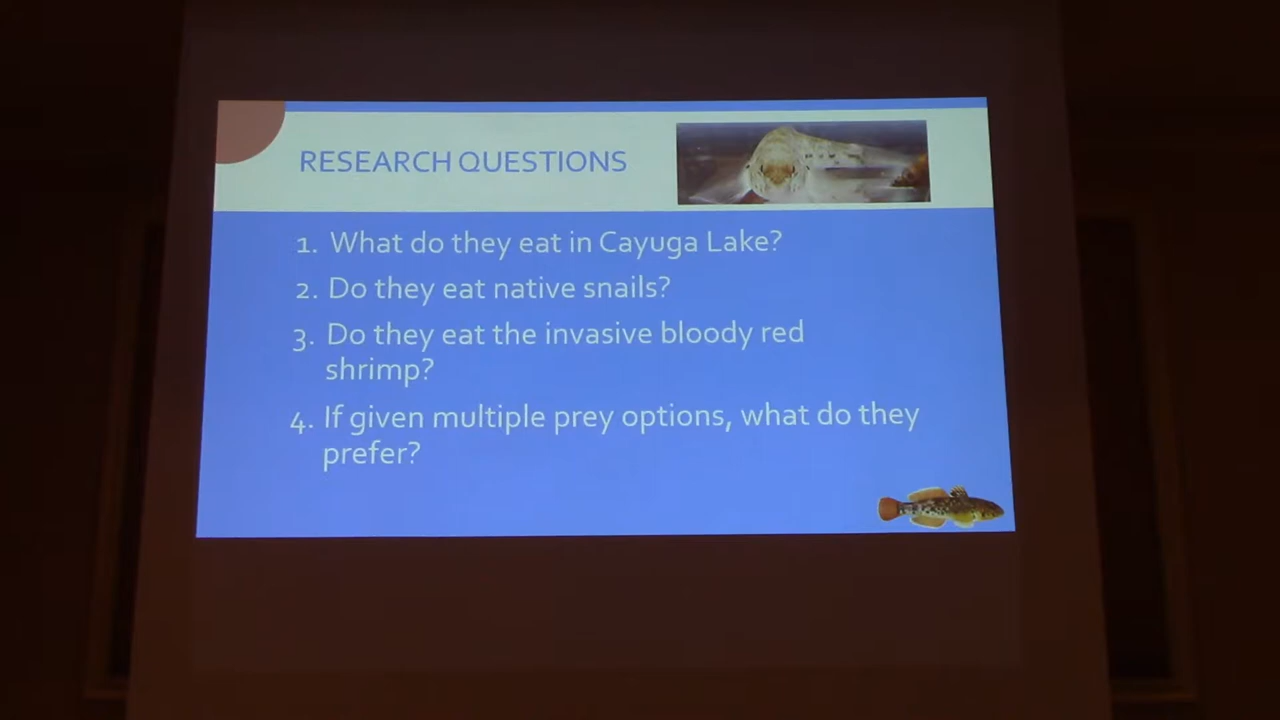 RESEARCH QUESTIONS
1. What do they eat in Cayuga Lake?
2. Do they eat native snails?
3. Do they eat the invasive bloody red
shrimp?
4. If given multiple prey options, what do they
prefer?